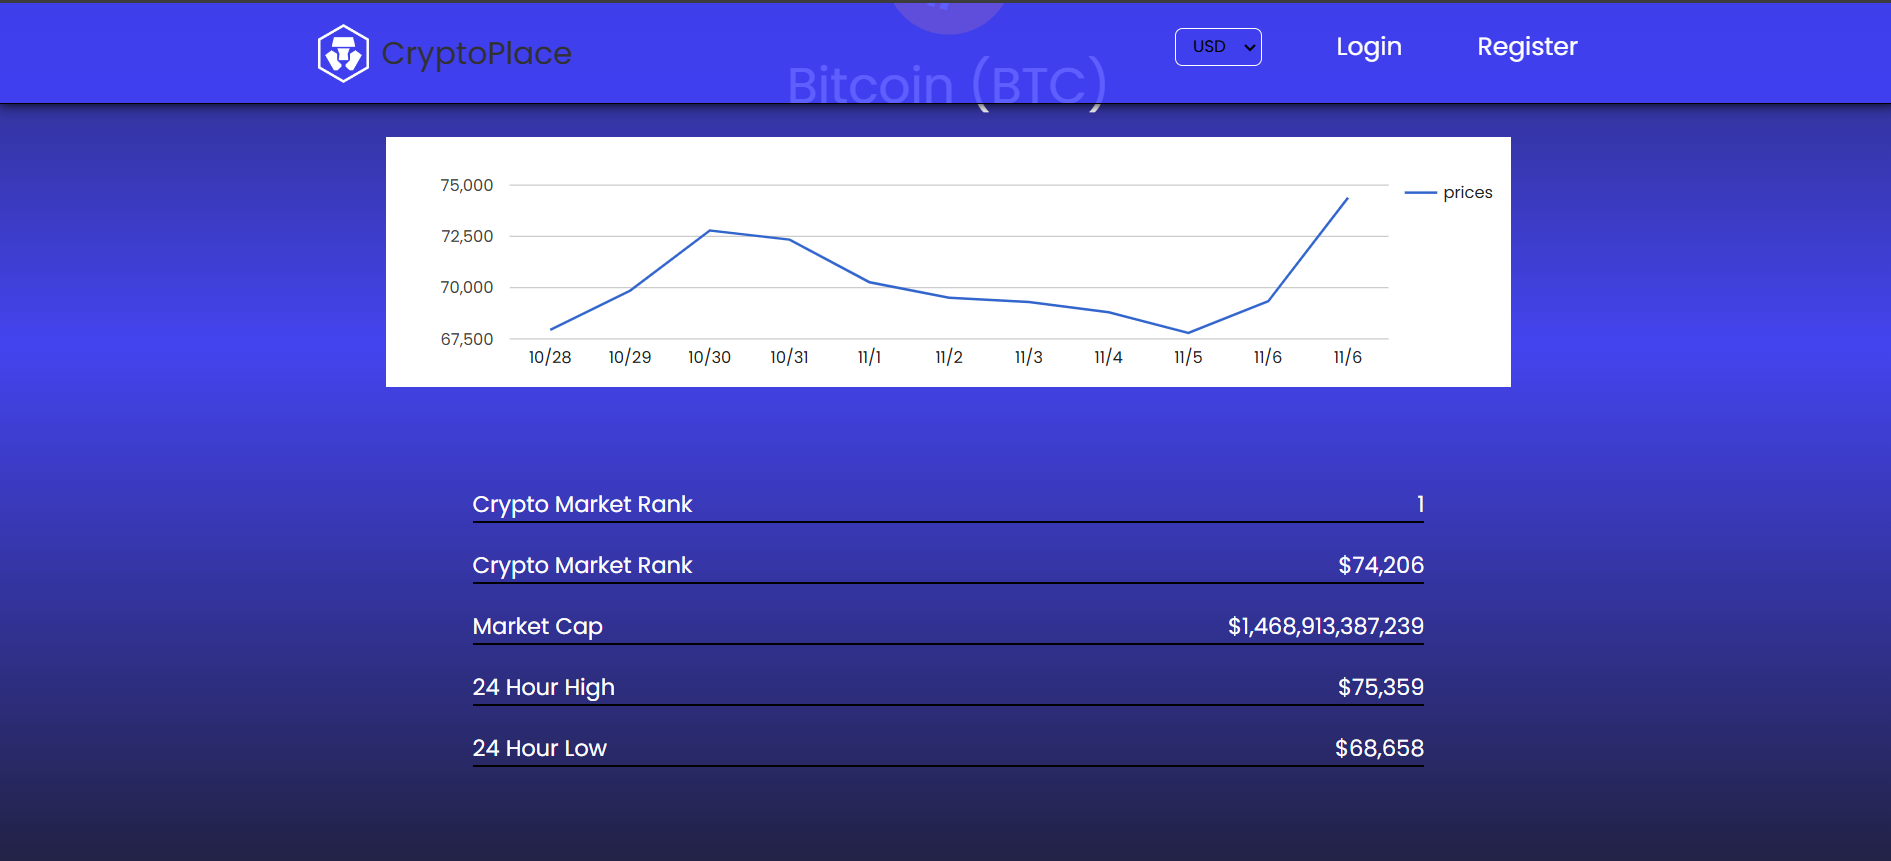 CryptoPlace
USD
Login
Register
Bitcoin (BTC)
75,000
72,500
70,000
67,500
prices
10/28 10/29 10/30 10/31 11/1 11/2 11/3 11/4 11/5 11/6 11/6
Crypto Market Rank 1
Crypto Market Rank $74,206
Market Cap $1,468,913,387,239
24 Hour High $75,359
24 Hour Low $68,658